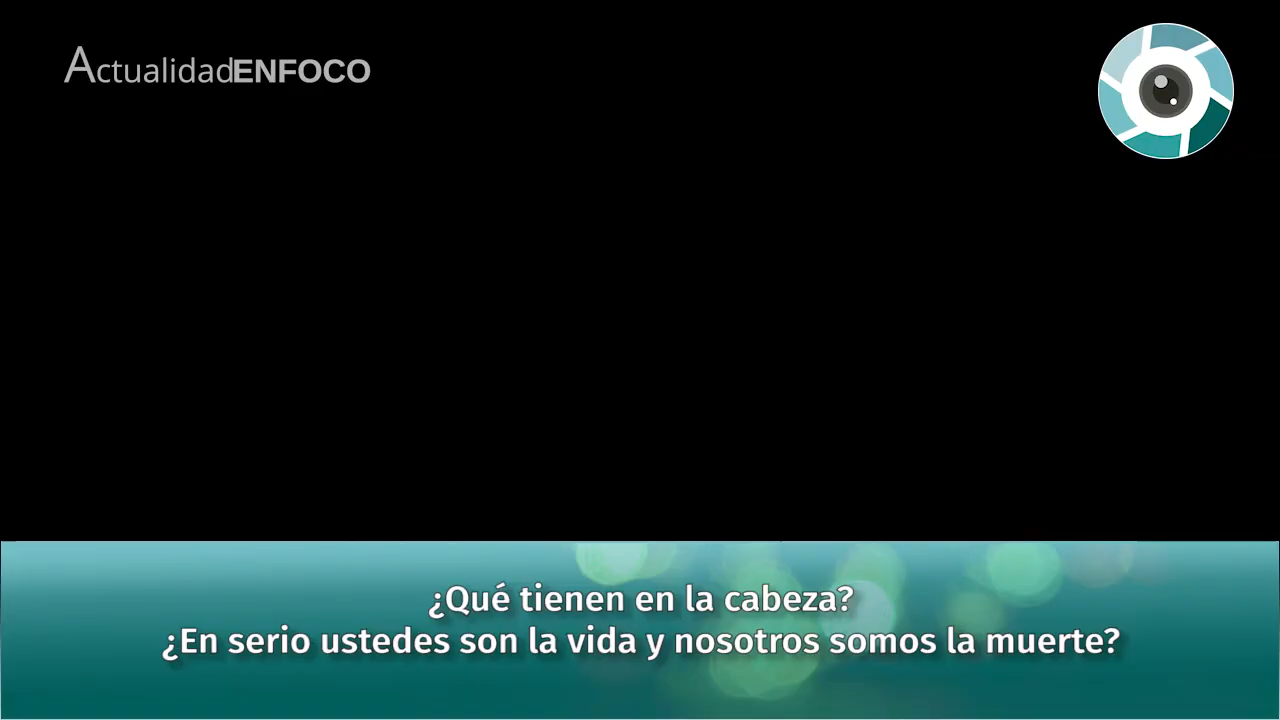 ActualidadENFOCO
¿Qué tienen en la cabeza?
¿En serio ustedes son la vida y nosotros somos la muerte?